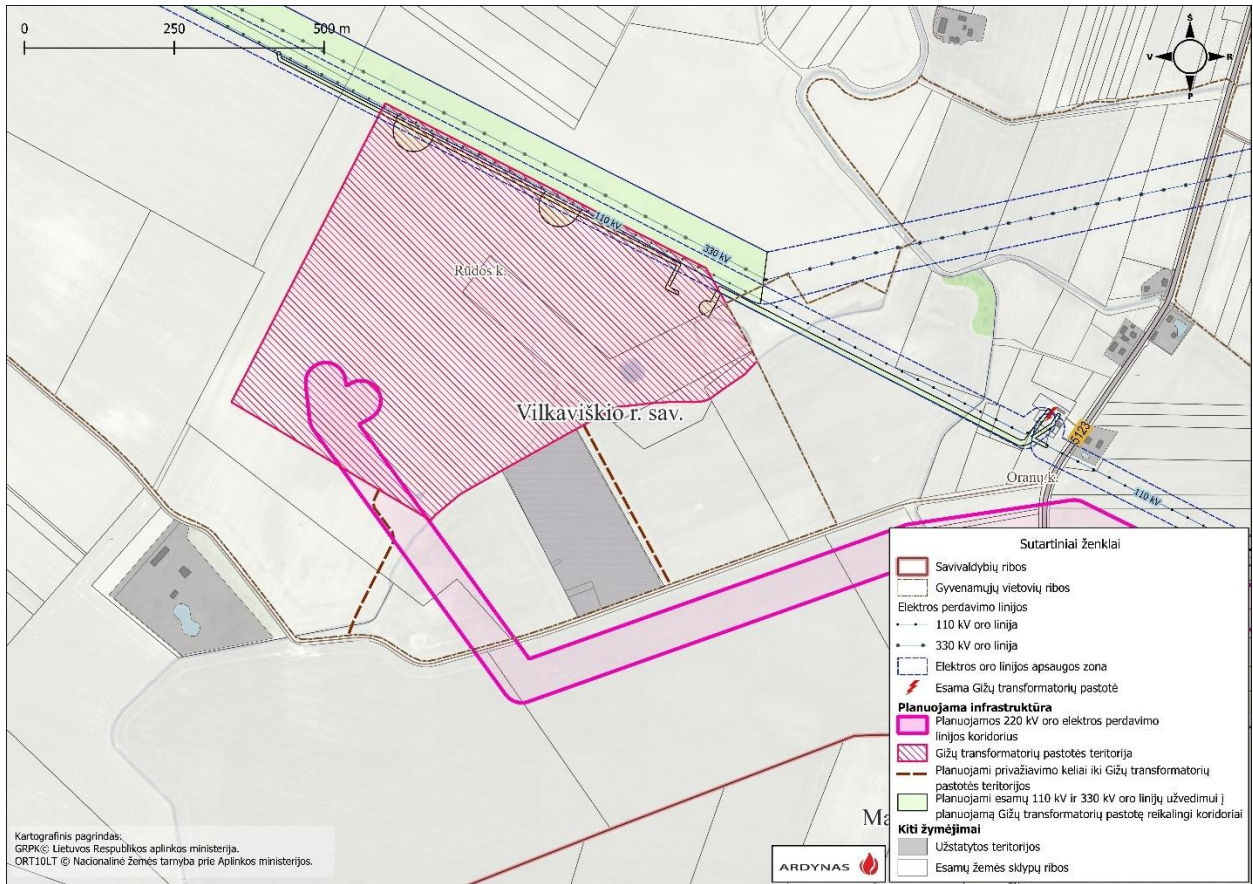 0 250 500 m
Š
V R
P
110 kV
330 kV
Rūdos k.
Vilkaviškio r. sav.
5123
Oranų k.
110 kV
Ma
Sutartiniai ženklai
Savivaldybių ribos
Gyvenamųjų vietovių ribos
Elektros perdavimo linijos
110 kV oro linija
330 kV oro linija
Elektros oro linijos apsaugos zona
Esama Gižų transformatorių pastotė
Planuojama infrastruktūra
Planuojamos 220 kV oro elektros perdavimo
linijos koridorius
Gižų transformatorių pastotės teritorija
Planuojami privažiavimo keliai iki Gižų transformatorių
pastotės teritorijos
Planuojami esamų 110 kV ir 330 kV oro linijų užvedimui į
planuojamą Gižų transformatorių pastotę reikalingi koridoriai
Kiti žymėjimai
Užstatytos teritorijos
Esamų žemės sklypų ribos
Kartografinis pagrindas:
GRPK© Lietuvos Respublikos aplinkos ministerija.
ORT10LT © Nacionalinė žemės tarnyba prie Aplinkos ministerijos.
ARDYNAS